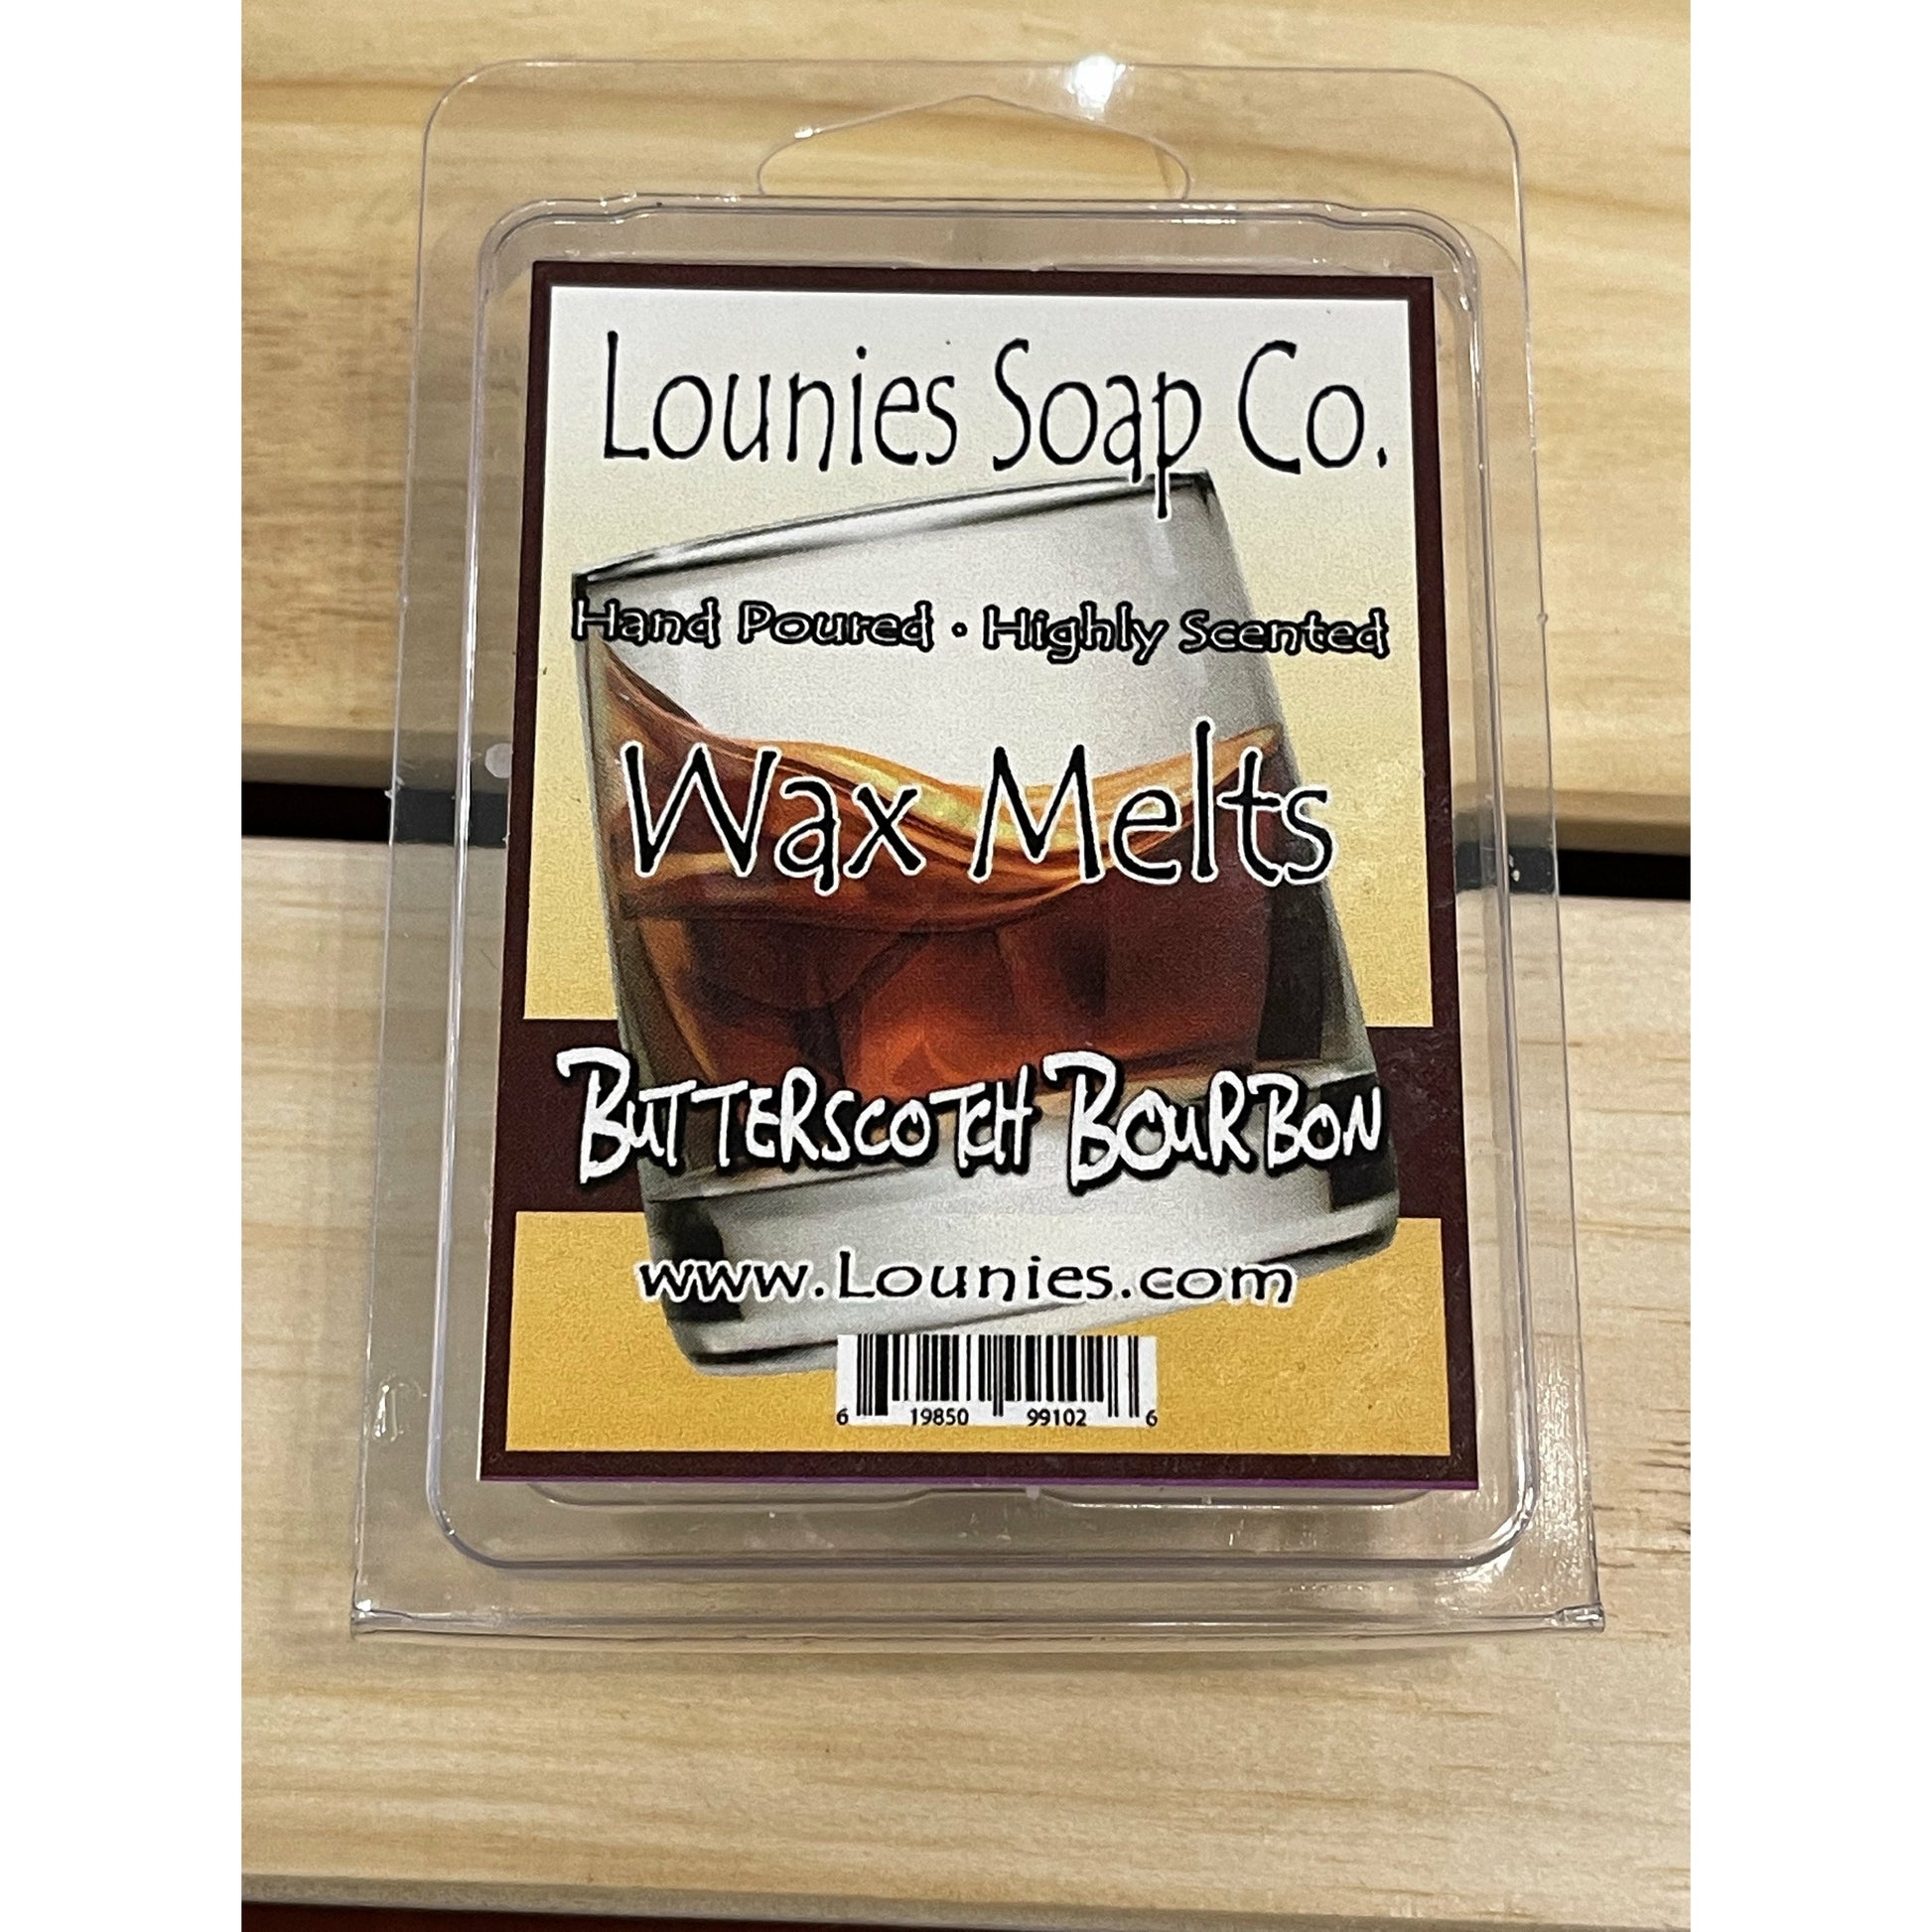 Lounies Soap Co.
Hand Poured • Highly Scented
Wax Melts
Butterscotch Bourbon
www.Lounies.com
6 19850 99102 6